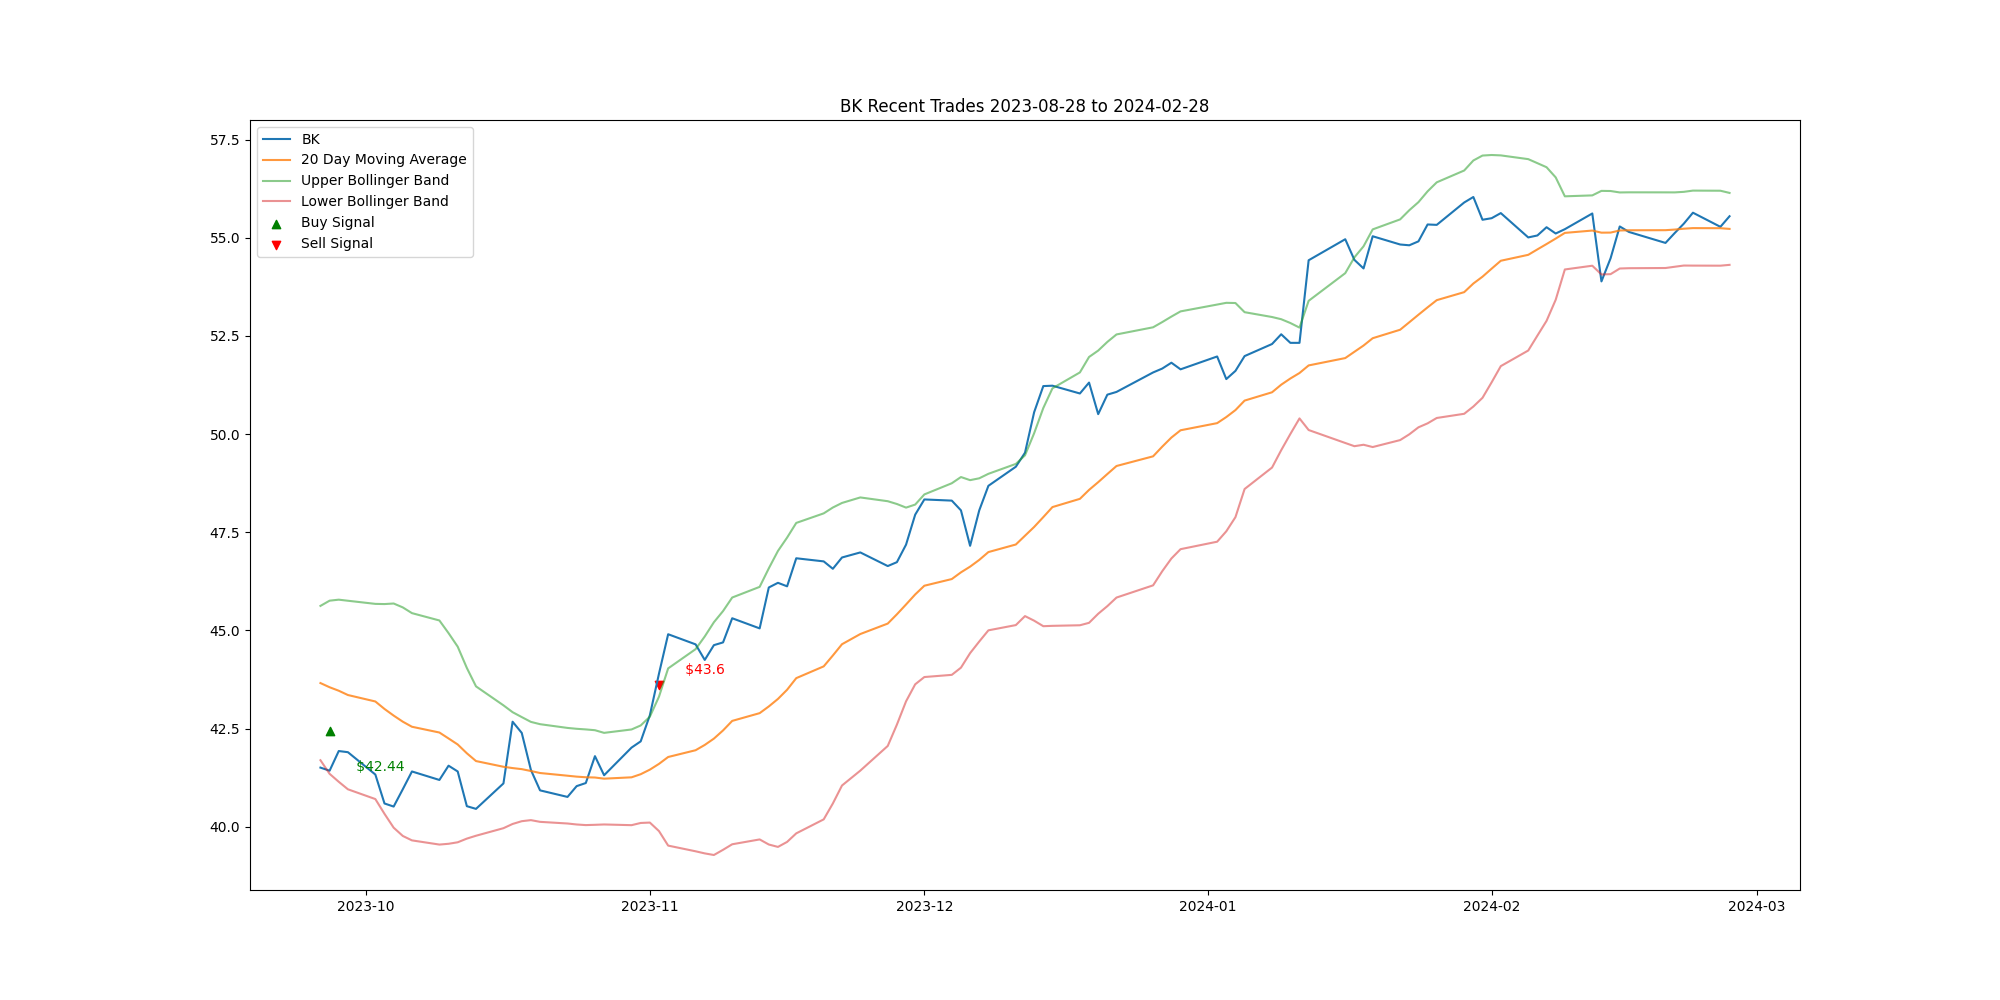 BK Recent Trades 2023-08-28 to 2024-02-28
57.5
55.0
52.5
50.0
47.5
45.0
42.5
40.0
BK
20 Day Moving Average
Upper Bollinger Band
Lower Bollinger Band
Buy Signal
Sell Signal
$43.6
$42.44
2023-10
2023-11
2023-12
2024-01
2024-02
2024-03